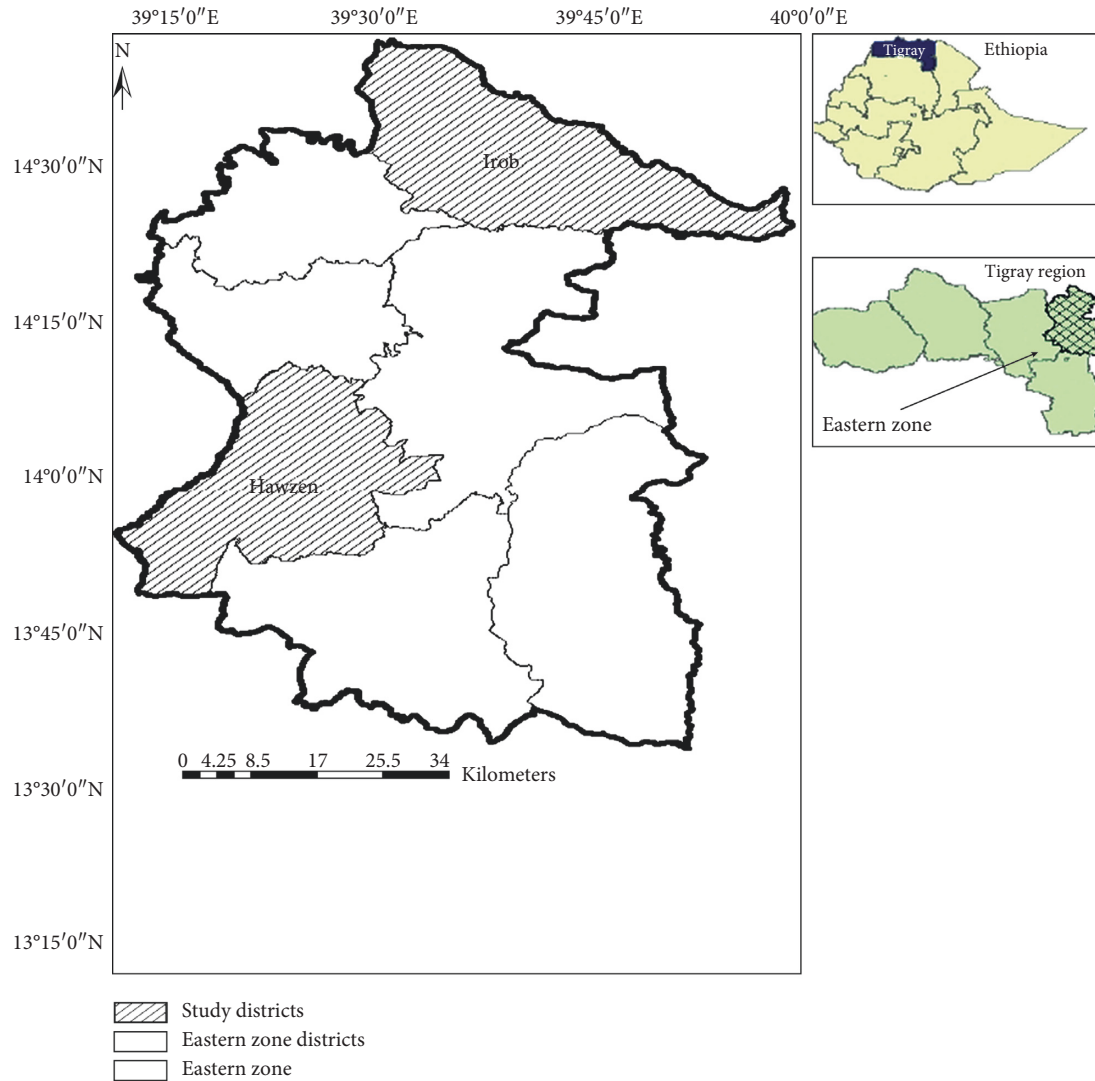 39°15′0″E 39°30′0″E 39°45′0″E 40°0′0″E
N
14°30′0″N
14°15′0″N
14°0′0″N
13°45′0″N
13°30′0″N
13°15′0″N
Irob
Hawzen
0 4.25 8.5 17 25.5 34
Kilometers
Tigray
Ethiopia
Tigray region
Eastern zone
Study districts
Eastern zone districts
Eastern zone